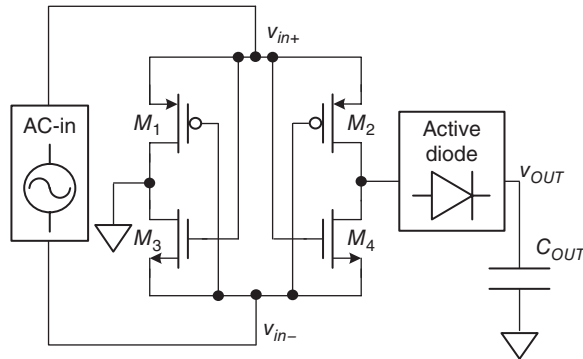 v_in+
AC-in
M_1
M_2
Active
diode
v_OUT
M_3
M_4
C_OUT
v_in−